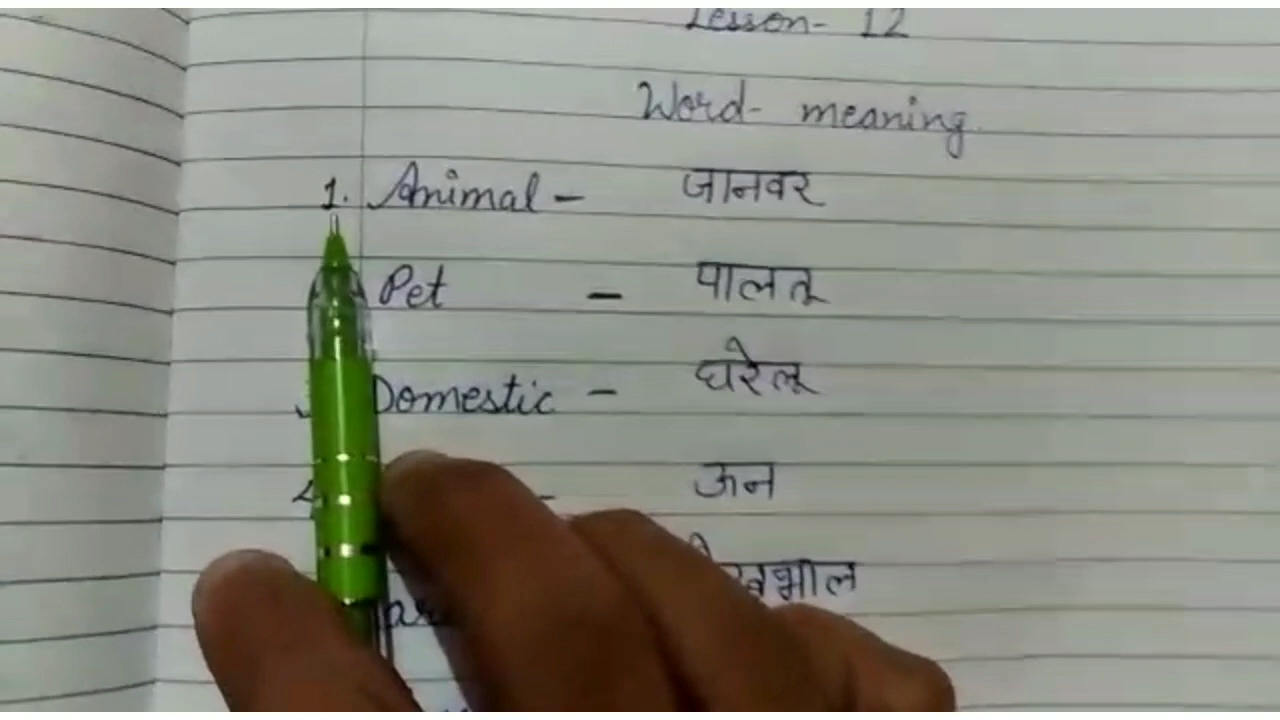 Lesson- 12
Word- meaning.
1. Animal - जानवर
Pet - पालतू
Domestic - घरेलू
- ऊन